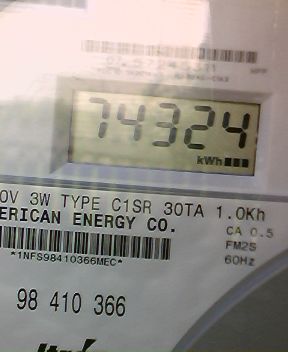 74324
kWh
0V 3W TYPE C1SR 30TA 1.0Kh
ERICAN ENERGY CO.
CA 0.5
FM2S
60Hz
*1NFS98410366MEC*
98 410 366